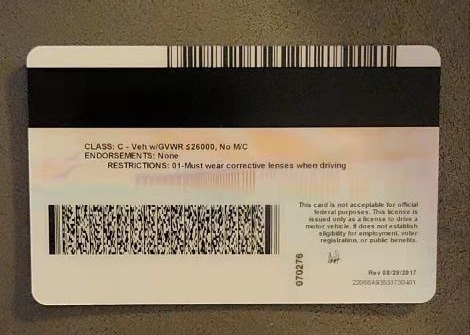 CLASS: C - Veh w/GVWR ≤26000, No M/C
ENDORSEMENTS: None
RESTRICTIONS: 01-Must wear corrective lenses when driving
This card is not acceptable for official
federal purposes. This license is
issued only as a license to drive a
motor vehicle. It does not establish
eligibility for employment, voter
registration, or public benefits.
070276
Rev 08/29/2017